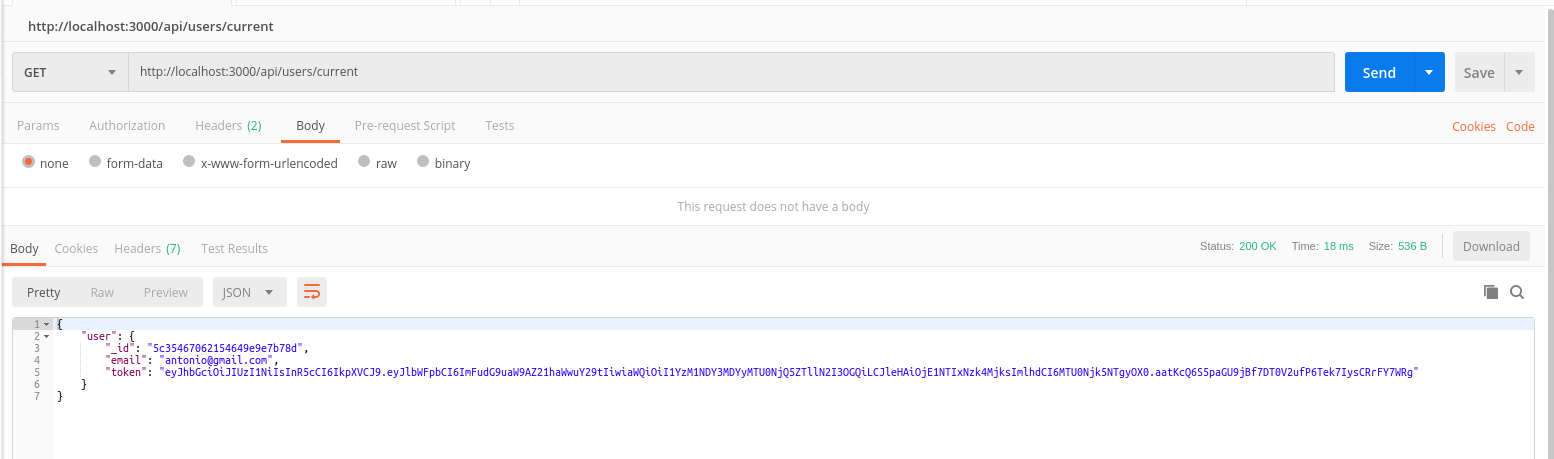 http://localhost:3000/api/users/current
GET http://localhost:3000/api/users/current Send Save
Params Authorization Headers (2) Body Pre-request Script Tests Cookies Code
none form-data x-www-form-urlencoded raw binary
This request does not have a body
Body Cookies Headers (7) Test Results Status: 200 OK Time: 18 ms Size: 536 B Download
Pretty Raw Preview JSON
1 {
2 "user": {
3 "_id": "5c35467062154649e9e7b78d",
4 "email": "antonio@gmail.com",
5 "token": "eyJhbGciOiJIUzI1NiIsInR5cCI6IkpXVCJ9.eyJlbWFpbCI6ImFudG9uaW9AZ21haWwuY29tIiwiaWQiOiI1YzM1NDY3MDYyMTU0NjQ5ZTllN2I3OGQiLCJleHAiOjE1NTIxNzk4MjksImlhdCI6MTU0Njk5NTgyOX0.aatKcQ6S5paGU9jBf7DT0V2ufP6Tek7IysCRrFY7WRg"
6 }
7 }